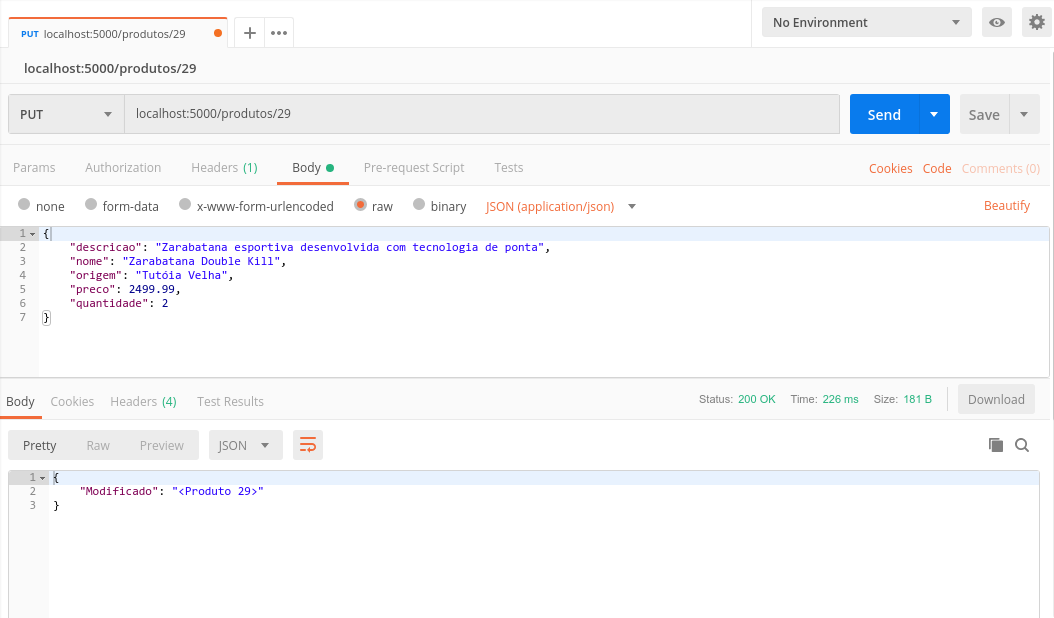 PUT localhost:5000/produtos/29
No Environment
localhost:5000/produtos/29
PUT localhost:5000/produtos/29 Send Save
Params Authorization Headers (1) Body Pre-request Script Tests Cookies Code Comments (0)
none form-data x-www-form-urlencoded raw binary JSON (application/json) Beautify
1 {
2 "descricao": "Zarabatana esportiva desenvolvida com tecnologia de ponta",
3 "nome": "Zarabatana Double Kill",
4 "origem": "Tutóia Velha",
5 "preco": 2499.99,
6 "quantidade": 2
7 }
Body Cookies Headers (4) Test Results Status: 200 OK Time: 226 ms Size: 181 B Download
Pretty Raw Preview JSON
1 {
2 "Modificado": "<Produto 29>"
3 }